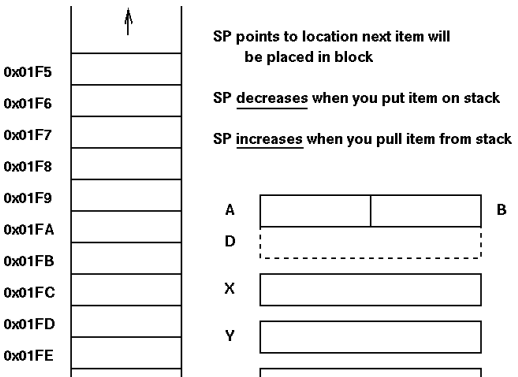 SP points to location next item will
be placed in block
0x01F5
0x01F6
SP decreases when you put item on stack
0x01F7
SP increases when you pull item from stack
0x01F8
0x01F9
A
B
0x01FA
D
0x01FB
0x01FC
X
0x01FD
Y
0x01FE